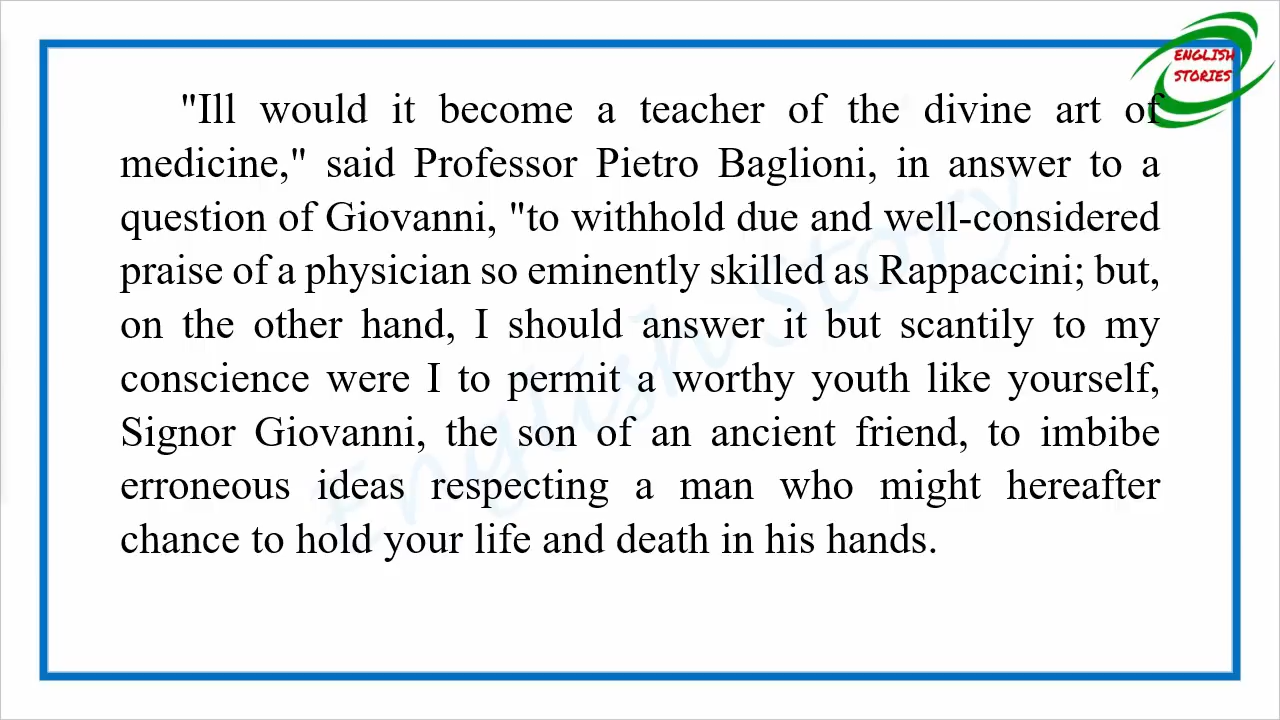 ENGLISH
STORIES
"Ill would it become a teacher of the divine art of
medicine," said Professor Pietro Baglioni, in answer to a
question of Giovanni, "to withhold due and well-considered
praise of a physician so eminently skilled as Rappaccini; but,
on the other hand, I should answer it but scantily to my
conscience were I to permit a worthy youth like yourself,
Signor Giovanni, the son of an ancient friend, to imbibe
erroneous ideas respecting a man who might hereafter
chance to hold your life and death in his hands.
English Story